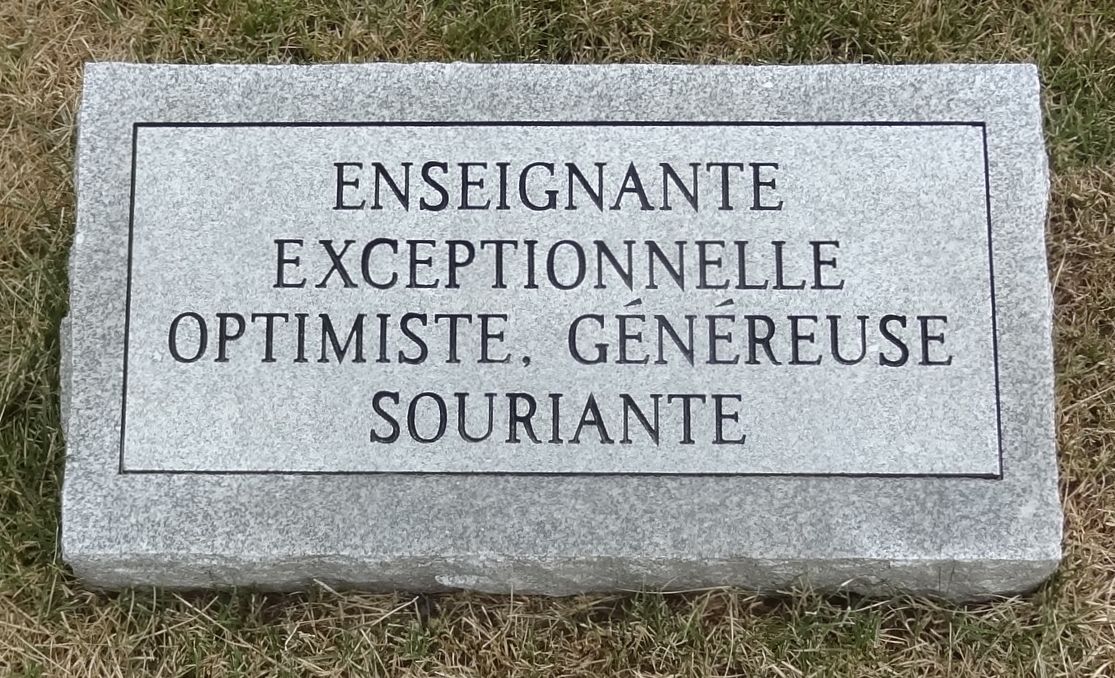 ENSEIGNANTE
EXCEPTIONNELLE
OPTIMISTE, GÉNÉREUSE
SOURIANTE